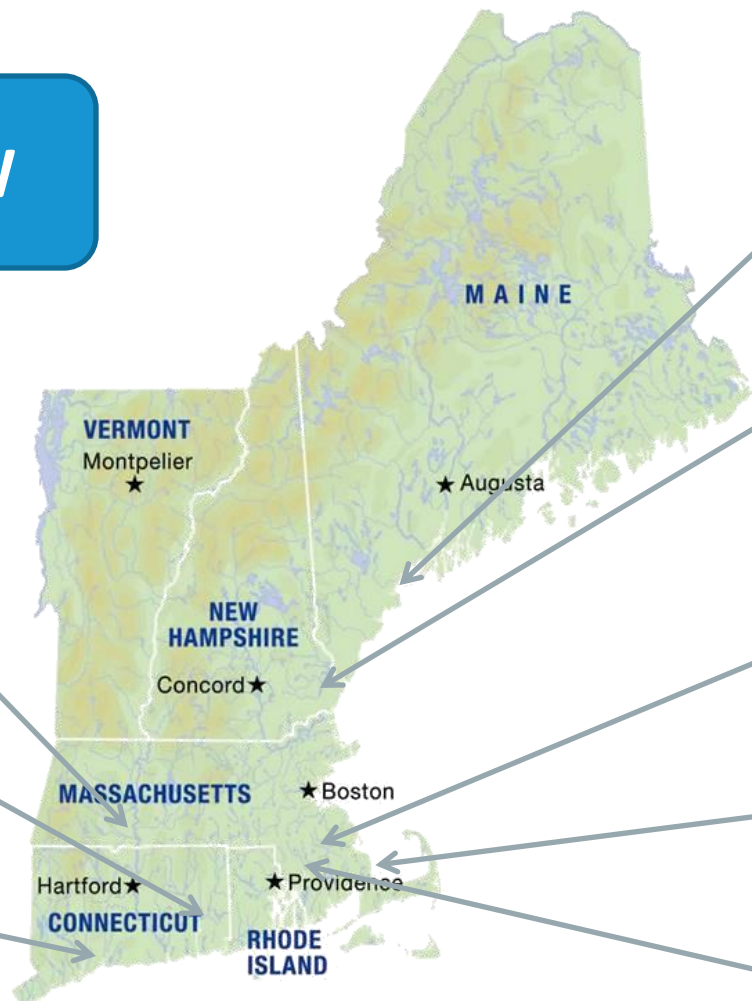 MAINE
VERMONT
Montpelier
Augusta
NEW
HAMPSHIRE
Concord
MASSACHUSETTS
Boston
Hartford
Providence
CONNECTICUT
RHODE
ISLAND